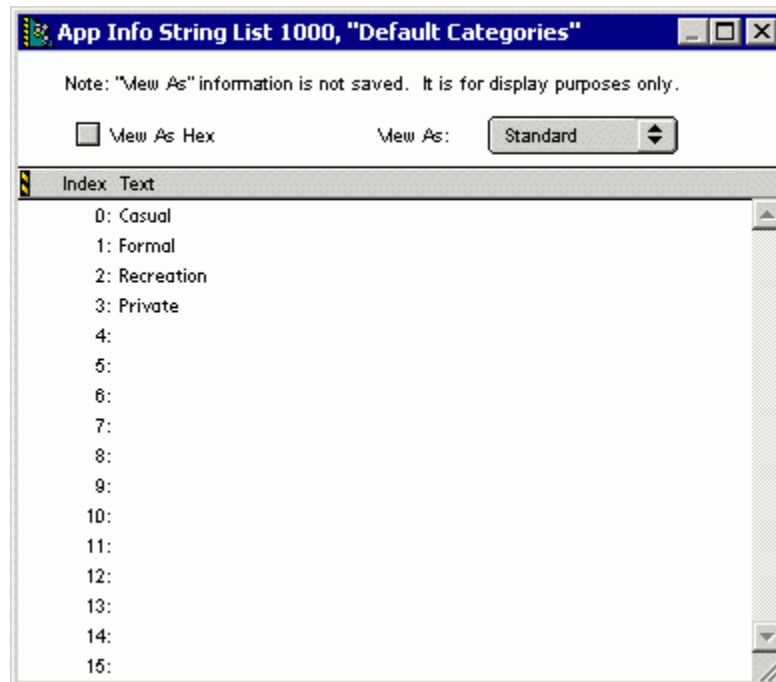 App Info String List 1000, "Default Categories"
Note: "View As" information is not saved. It is for display purposes only.
View As Hex View As: Standard
Index Text
0: Casual
1: Formal
2: Recreation
3: Private
4:
5:
6:
7:
8:
9:
10:
11:
12:
13:
14:
15: